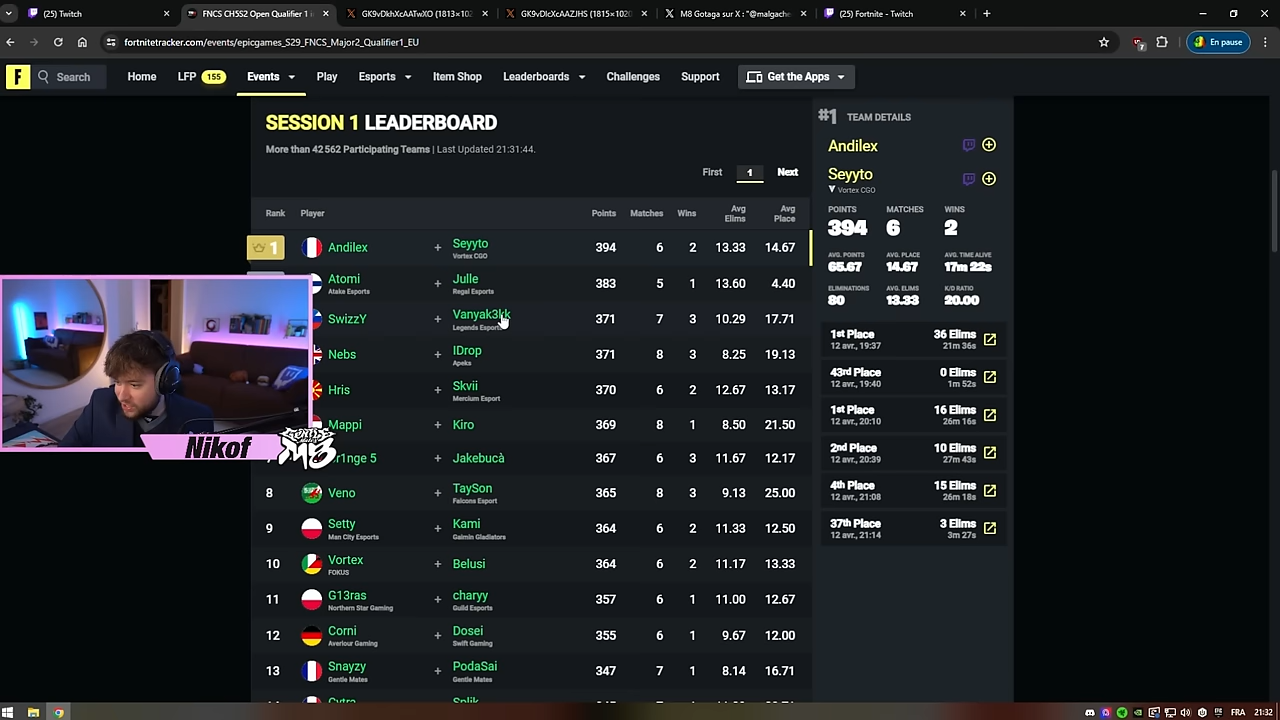 (25) Twitch
FNCS CH5S2 Open Qualifier 1 i
GK9vDkhXcAATwXO (1813×102
GK9vDlcXcAAZJHS (1815×1020
M8 Gotaga sur X : "@malgache
(25) Fortnite - Twitch
fortnitetracker.com/events/epicgames_S29_FNCS_Major2_Qualifier1_EU
En pause
F
Search
Home
LFP 155
Events
Play
Esports
Item Shop
Leaderboards
Challenges
Support
Get the Apps
SESSION 1 LEADERBOARD
More than 42 562 Participating Teams | Last Updated 21:31:44.
First 1 Next
Rank Player Points Matches Wins Avg Elims Avg Place
1 Andilex + Seyyto 394 6 2 13.33 14.67
Vortex CGO
Atomi + Julle 383 5 1 13.60 4.40
Atake Esports Regal Esports
SwizzY + Vanyak3kk 371 7 3 10.29 17.71
Legends Esports
Nebs + IDrop 371 8 3 8.25 19.13
Apeks
Hris + Skvii 370 6 2 12.67 13.17
Mercium Esport
Mappi + Kiro 369 8 1 8.50 21.50
r1nge 5 + Jakebucà 367 6 3 11.67 12.17
8 Veno + TaySon 365 8 3 9.13 25.00
Falcons Esport
9 Setty + Kami 364 6 2 11.33 12.50
Man City Esports Gaimin Gladiators
10 Vortex + Belusi 364 6 2 11.17 13.33
FOKUS
11 G13ras + charyy 357 6 1 11.00 12.67
Northern Star Gaming Guild Esports
12 Corni + Dosei 355 6 1 9.67 12.00
Averiour Gaming Swift Gaming
13 Snayzy + PodaSai 347 7 1 8.14 16.71
Gentle Mates Gentle Mates
#1 TEAM DETAILS
Andilex
Seyyto
Vortex CGO
POINTS MATCHES WINS
394 6 2
AVG. POINTS AVG. PLACE AVG. TIME ALIVE
65.67 14.67 17m 22s
ELIMINATIONS AVG. ELIMS K/D RATIO
80 13.33 20.00
1st Place 36 Elims
12 avr., 19:37 21m 36s
43rd Place 0 Elims
12 avr., 19:40 1m 52s
1st Place 16 Elims
12 avr., 20:10 26m 16s
2nd Place 10 Elims
12 avr., 20:39 27m 43s
4th Place 15 Elims
12 avr., 21:08 26m 18s
37th Place 3 Elims
12 avr., 21:14 3m 27s
Nikof
GENTLE
M8
FRA 21:32